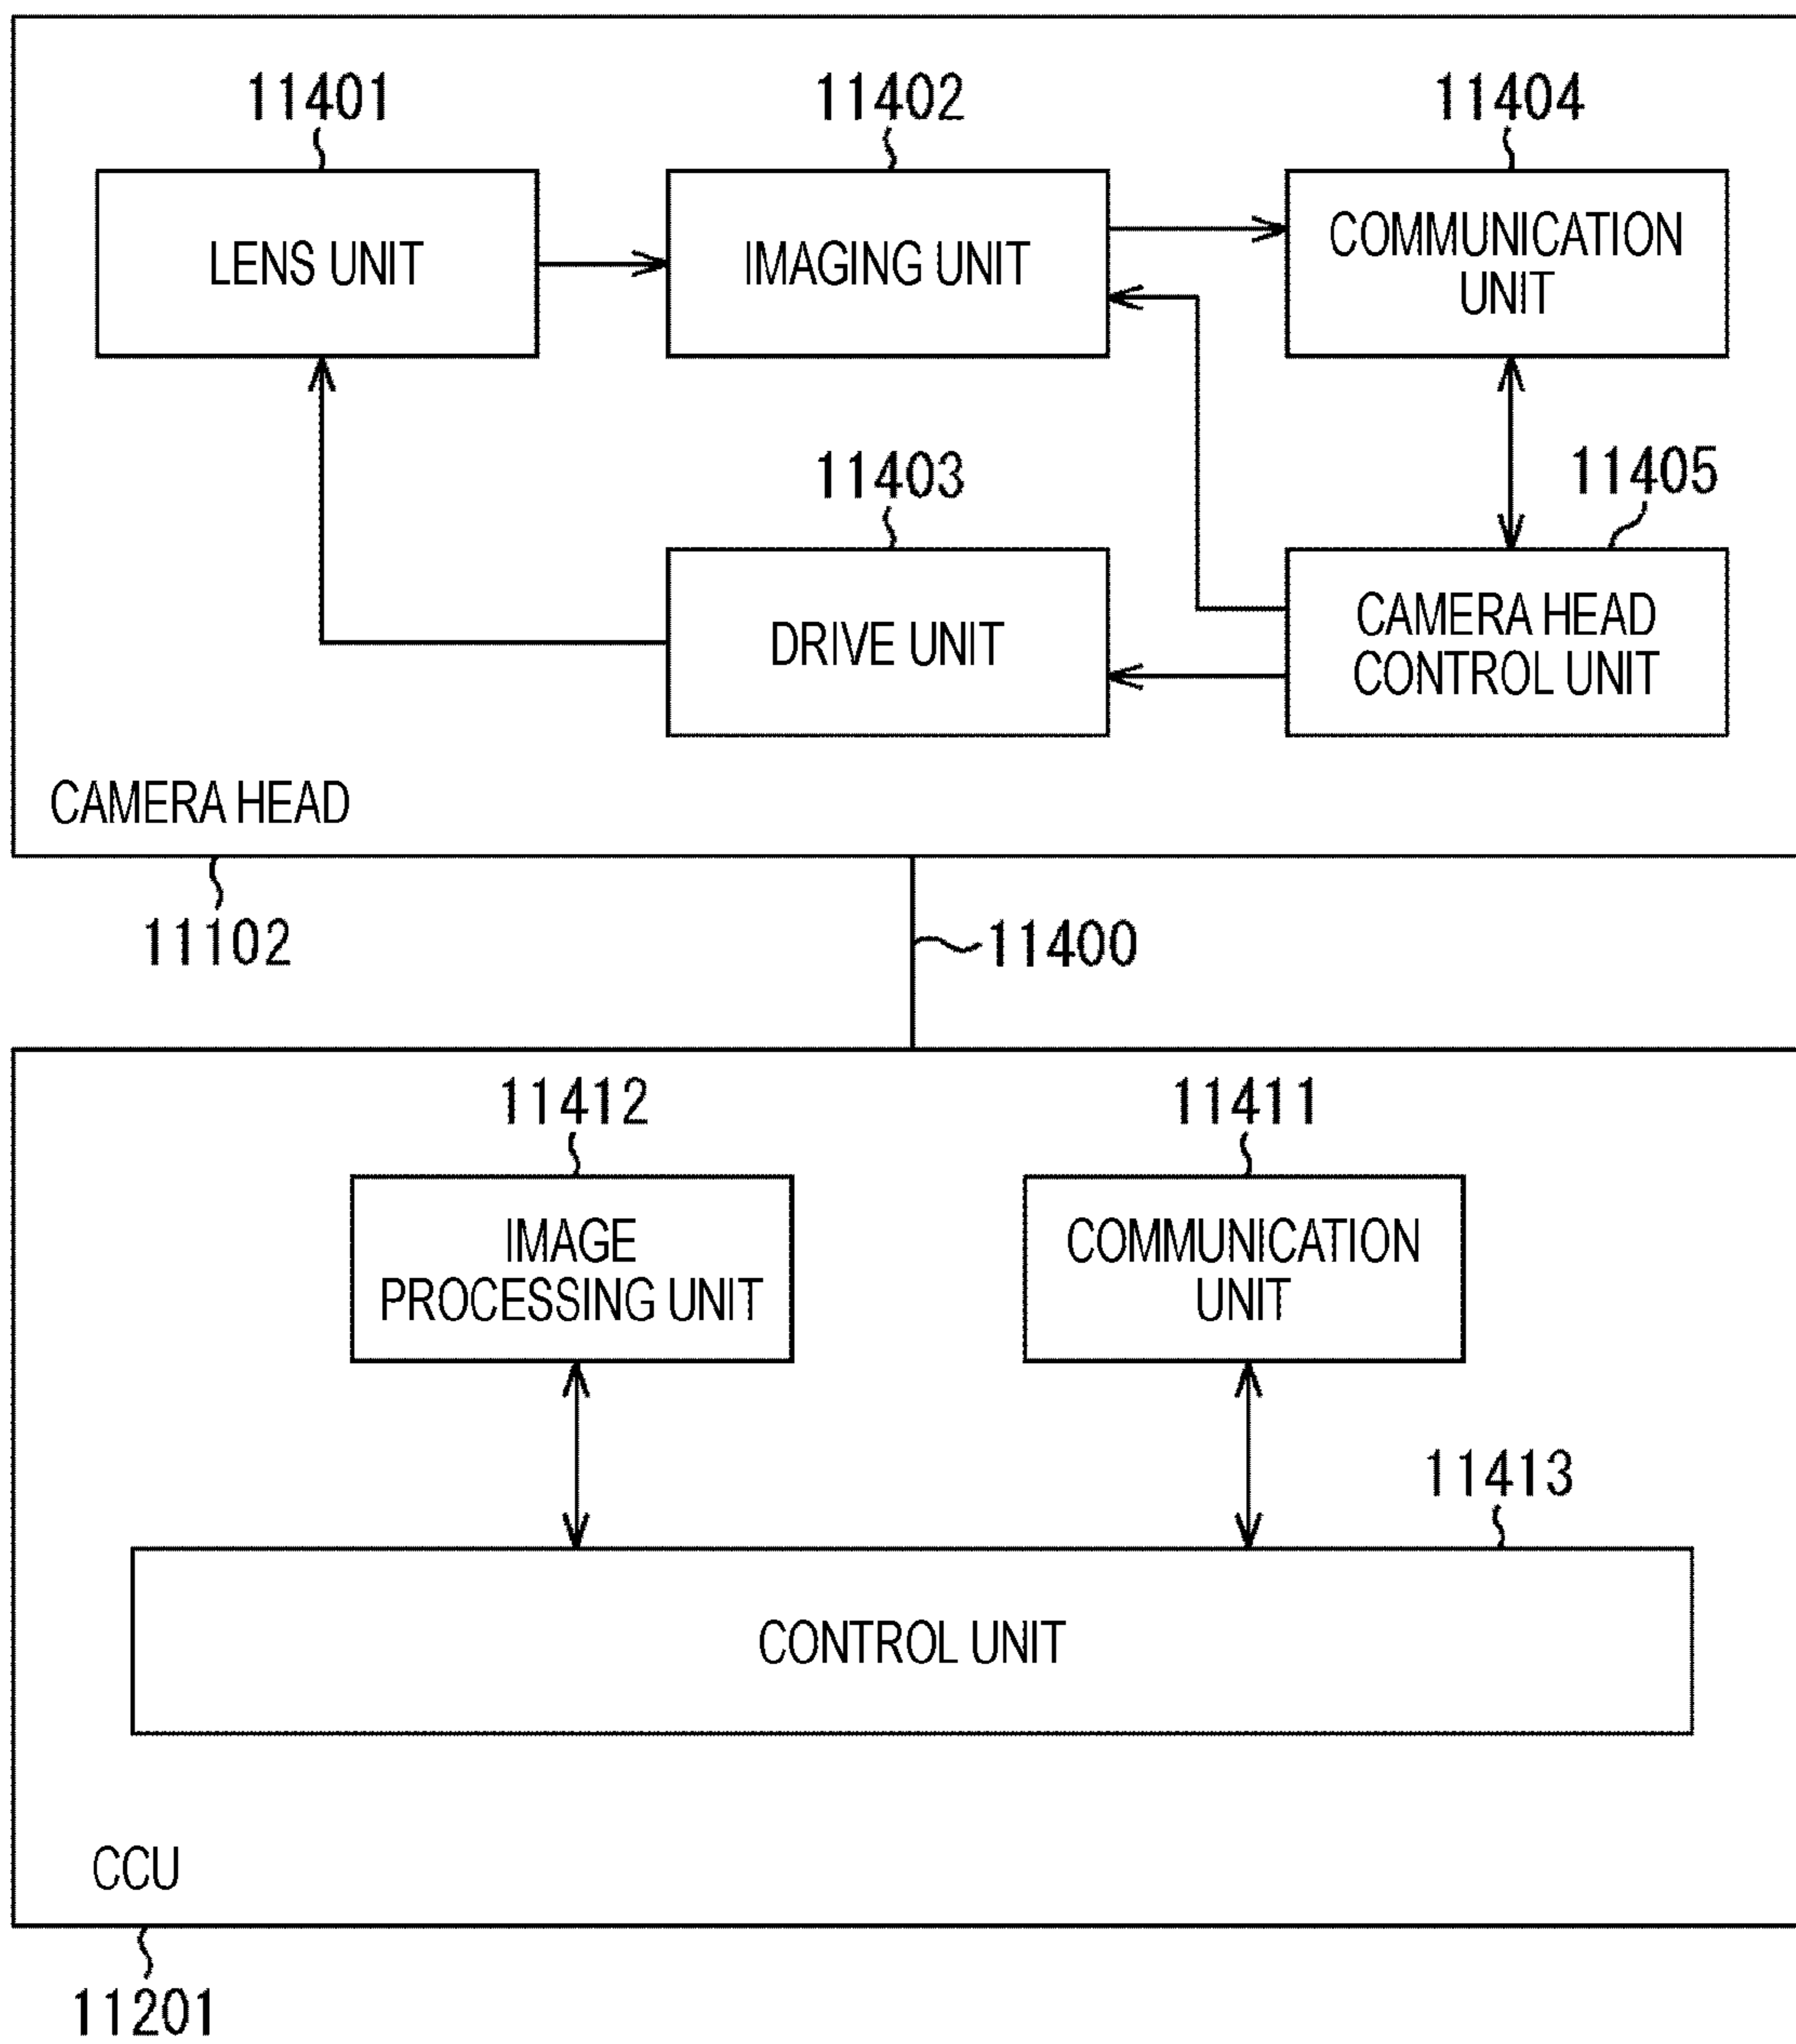 11401
11402
11404
LENS UNIT
IMAGING UNIT
COMMUNICATION
UNIT
11403
11405
DRIVE UNIT
CAMERA HEAD
CONTROL UNIT
CAMERA HEAD
11102
11400
11412
11411
IMAGE
PROCESSING UNIT
COMMUNICATION
UNIT
11413
CONTROL UNIT
CCU
11201